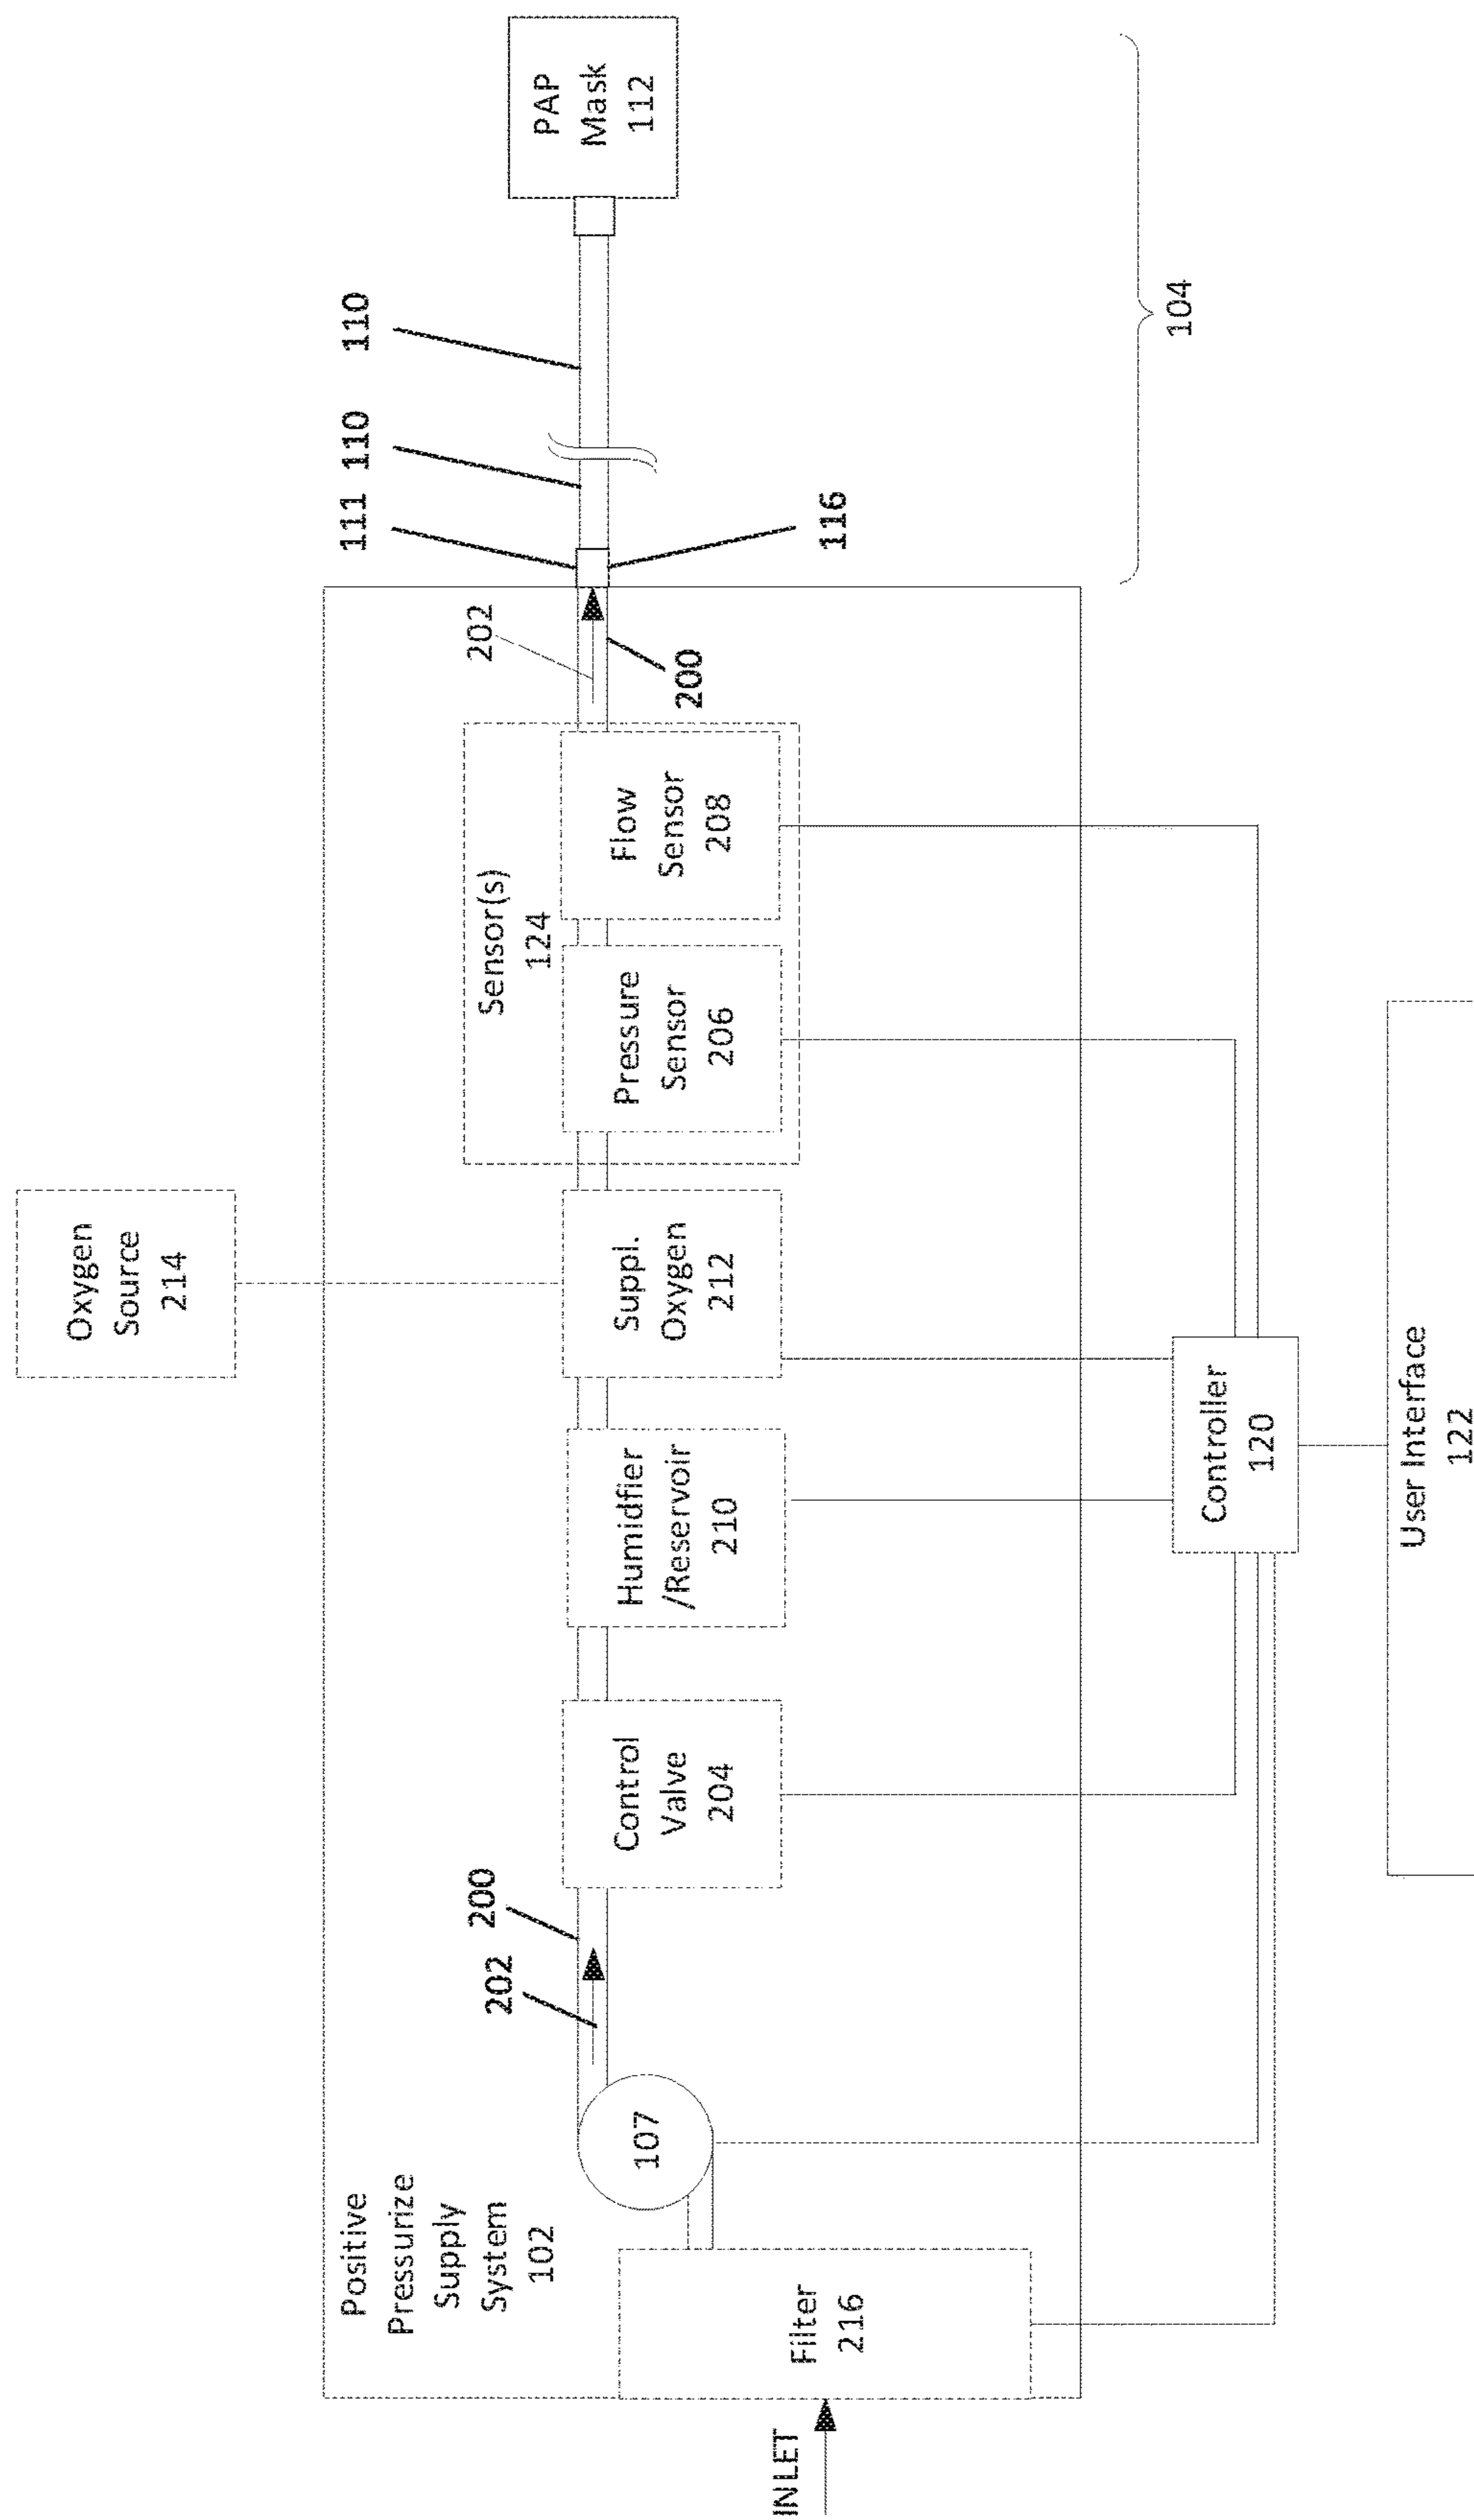 Positive
Pressurize
Supply
System
102
INLET
Filter
216
107
202
200
Control
Valve
204
Humidfier
/Reservoir
210
Oxygen
Source
214
Suppl.
Oxygen
212
Sensor(s)
124
Pressure
Sensor
206
Flow
Sensor
208
202
200
111
110
110
116
PAP
Mask
112
104
Controller
120
User Interface
122